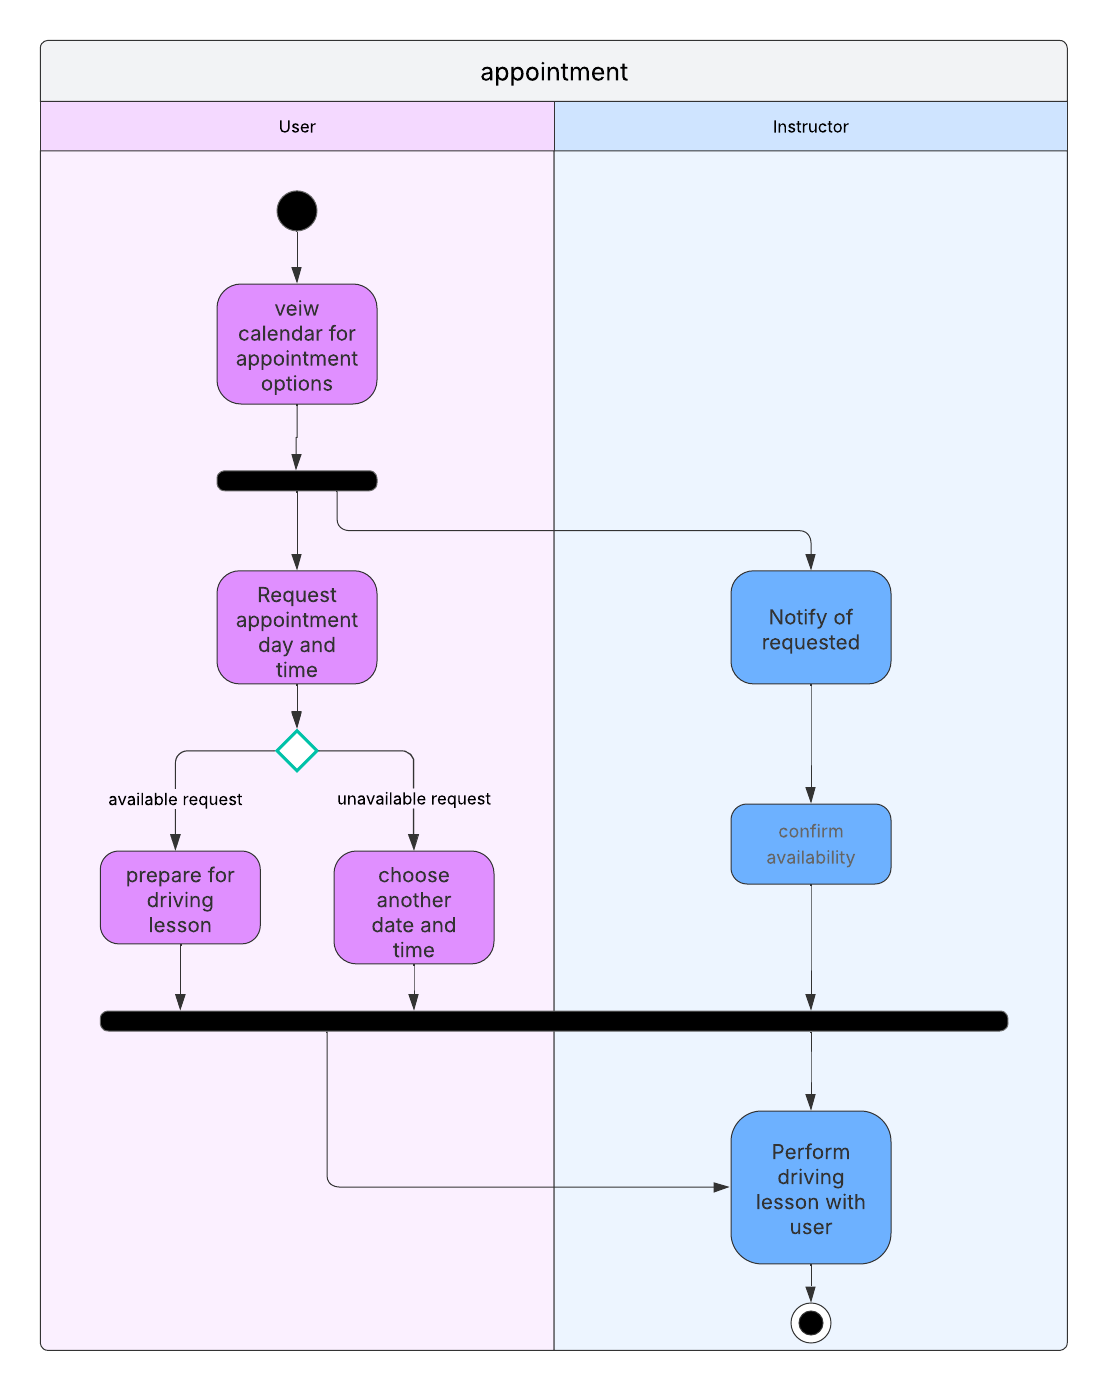 appointment
User
Instructor
veiw
calendar for
appointment
options
Request
appointment
day and
time
Notify of
requested
available request
unavailable request
confirm
availability
prepare for
driving
lesson
choose
another
date and
time
Perform
driving
lesson with
user